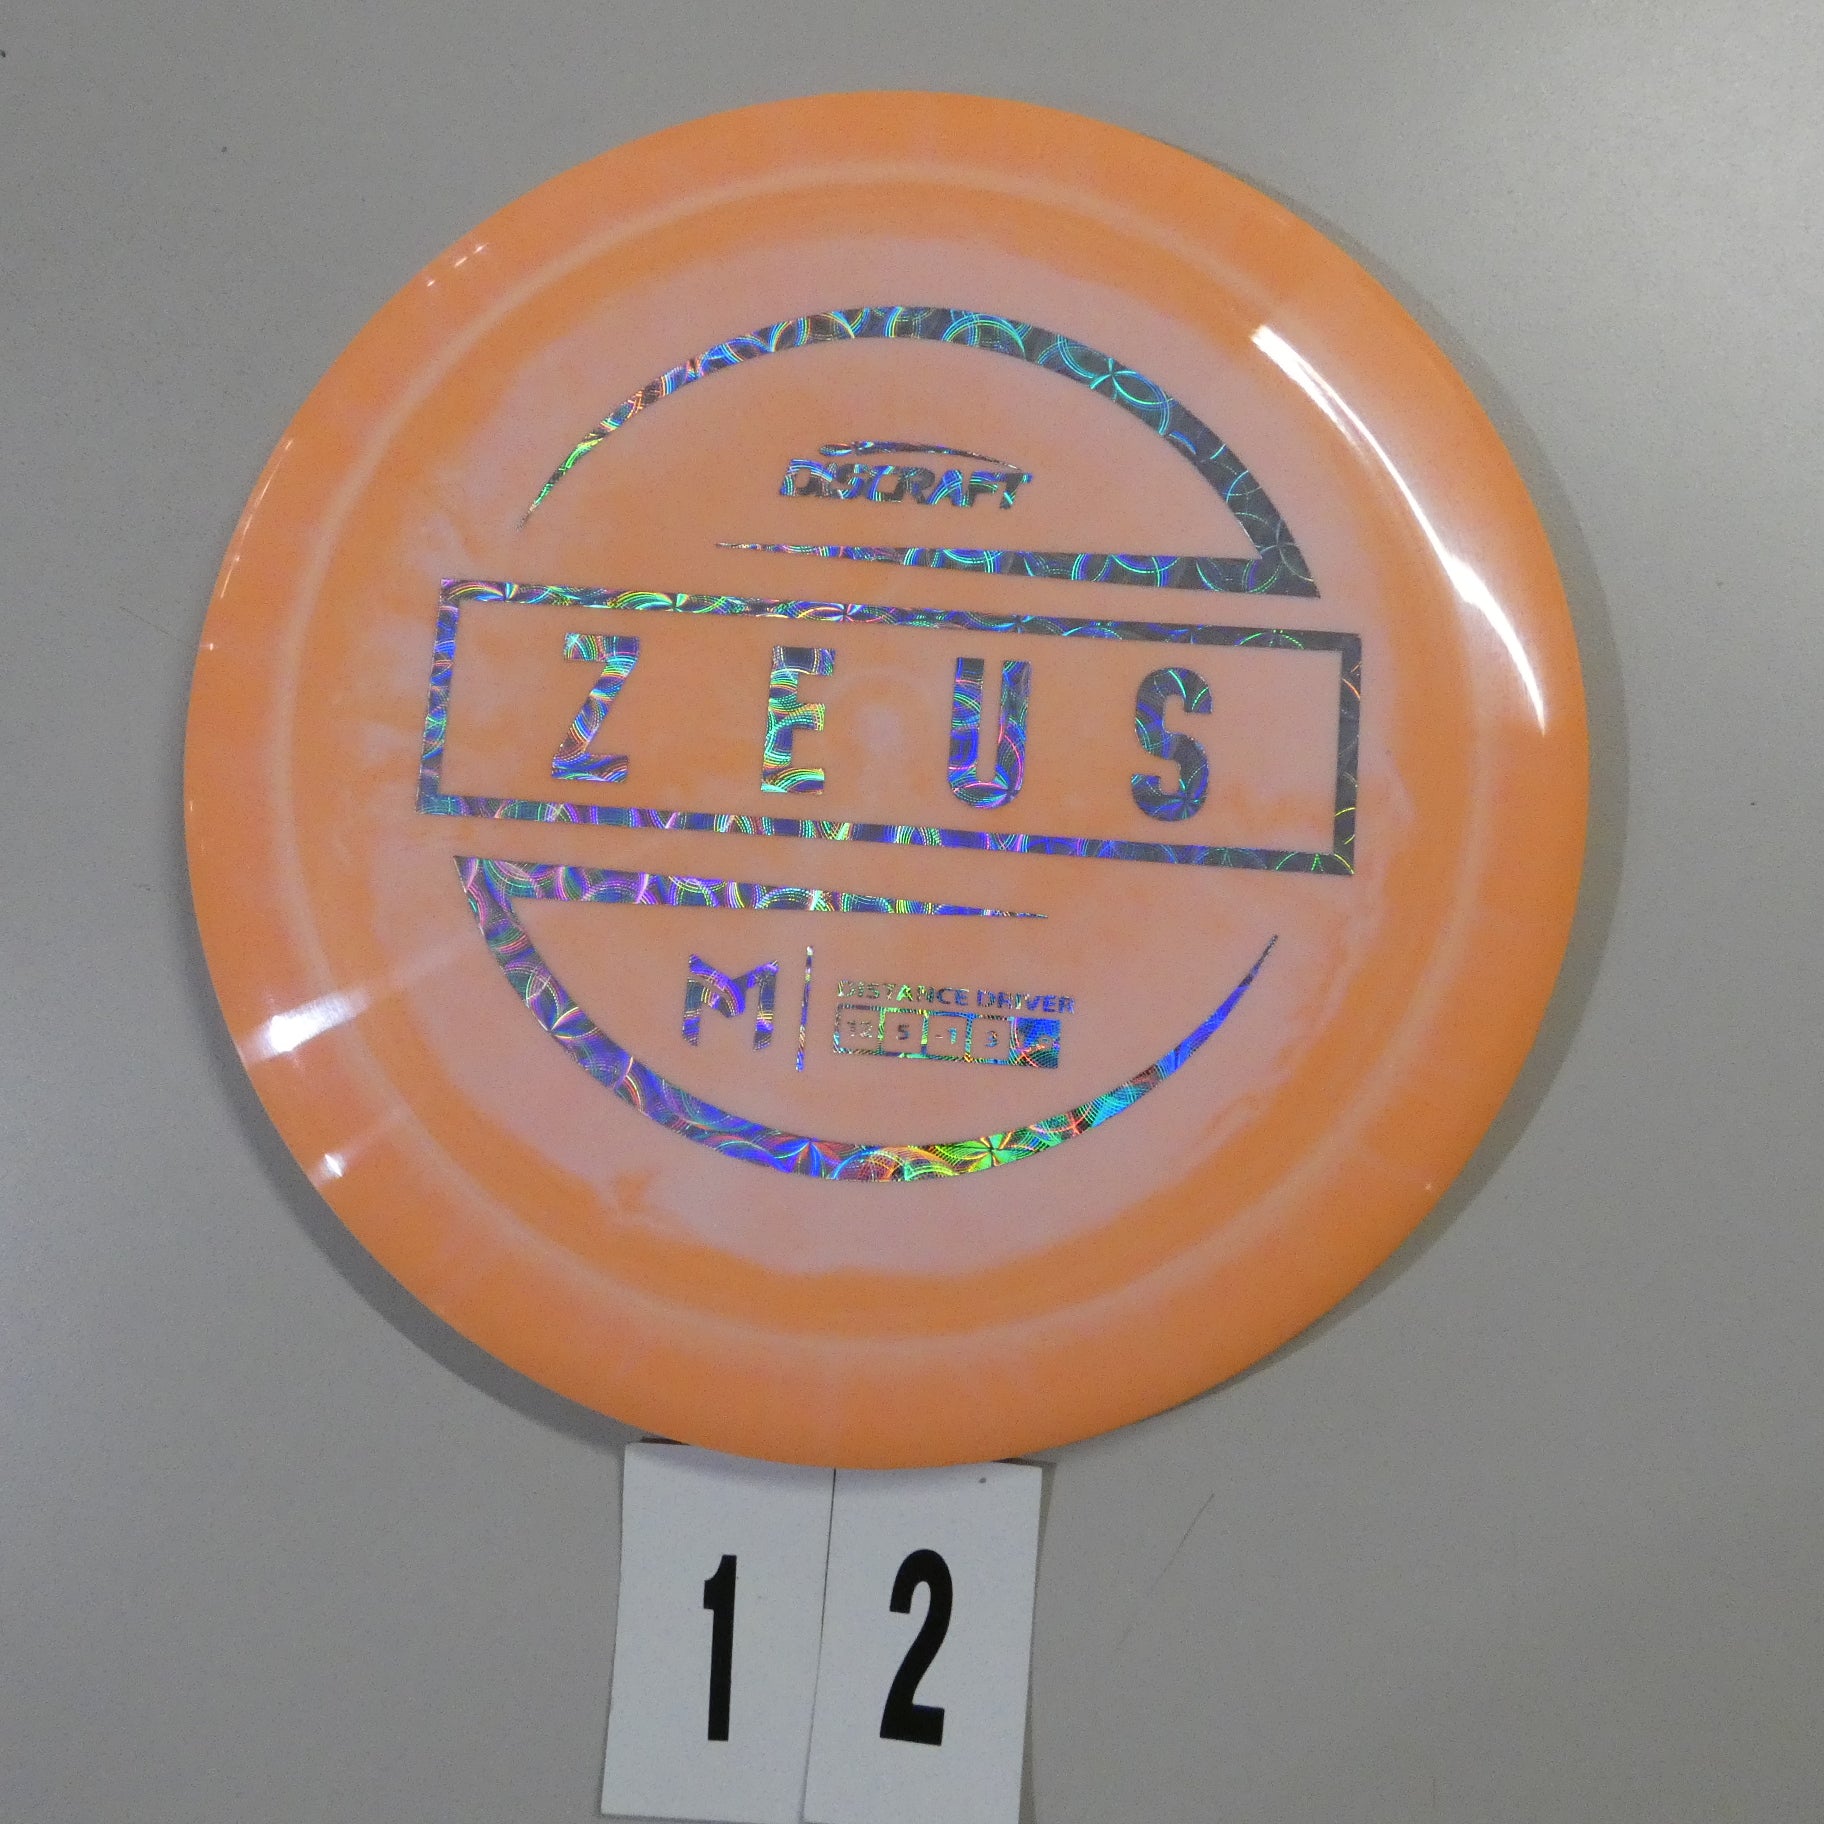 DISCRAFT
ZEUS
M
DISTANCE DRIVER
12 5 -1 3
1 2